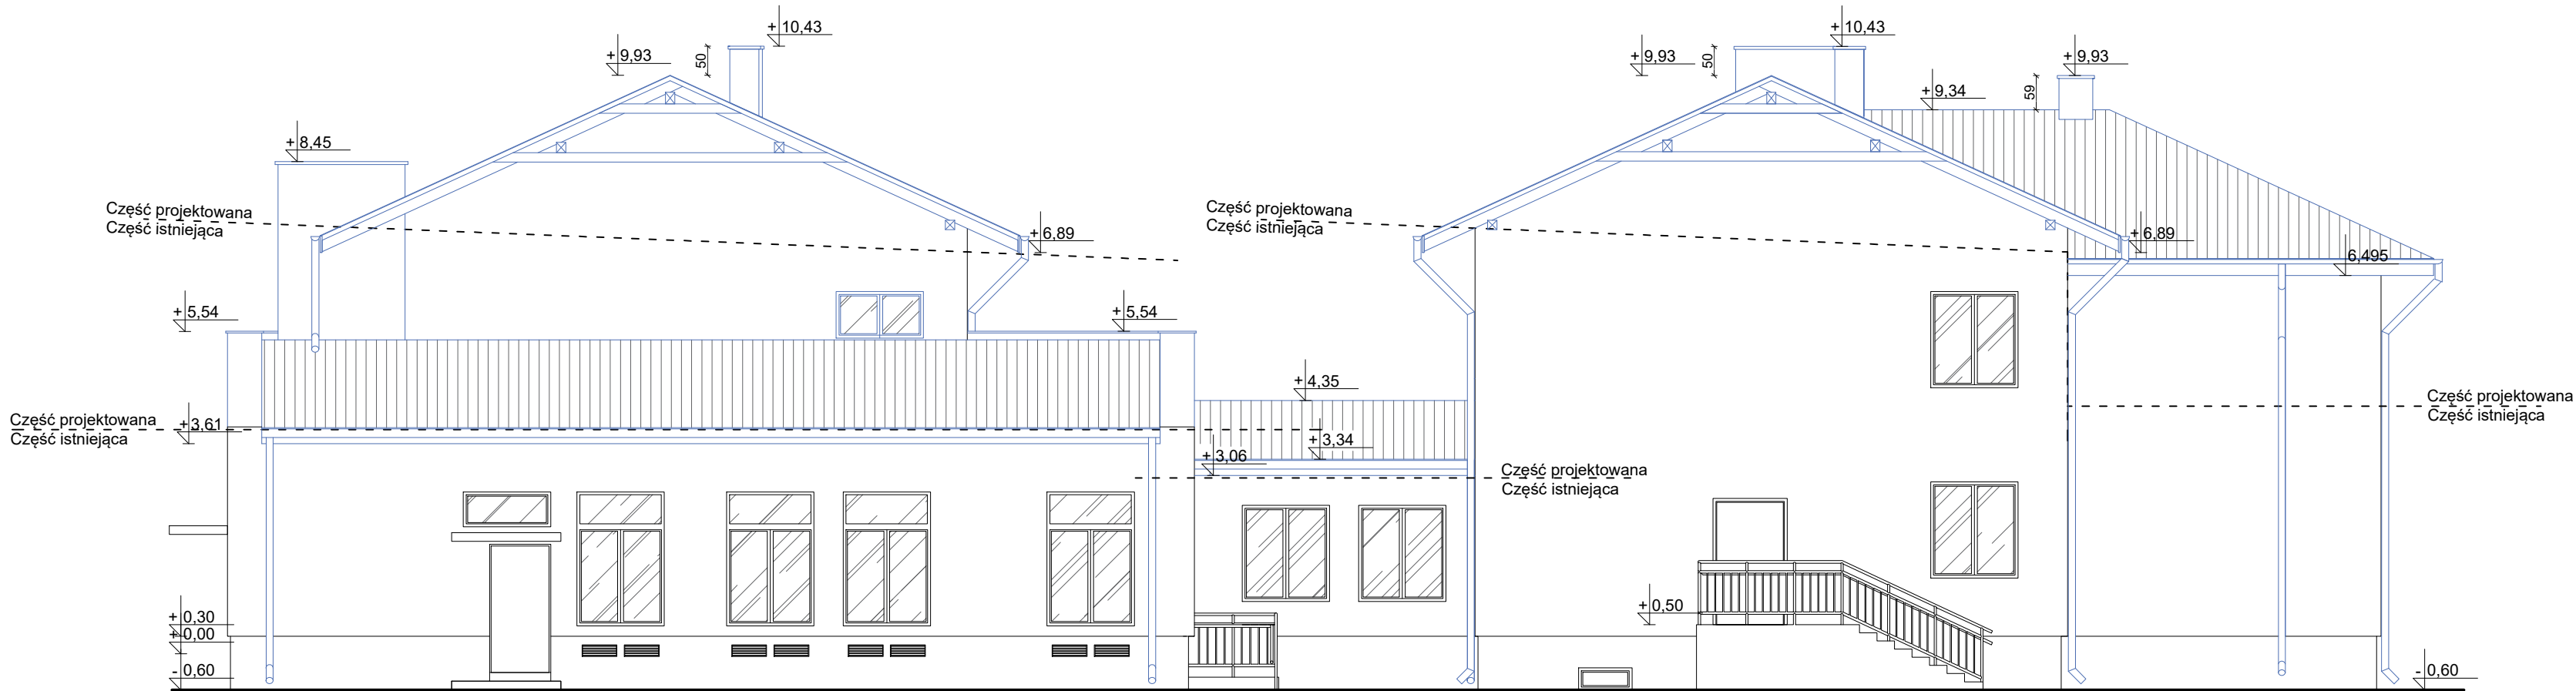 + 10,43
+ 9,93
50
+ 8,45
Część projektowana
Część istniejąca
+ 6,89
+ 5,54
+ 5,54
Część projektowana
Część istniejąca
+ 3,61
+ 0,30
+ 0,00
- 0,60
+ 10,43
+ 9,93
50
+ 9,93
+ 9,34
59
Część projektowana
Część istniejąca
+ 6,89
6,495
+ 4,35
+ 3,34
+ 3,06
Część projektowana
Część istniejąca
Część projektowana
Część istniejąca
+ 0,50
- 0,60